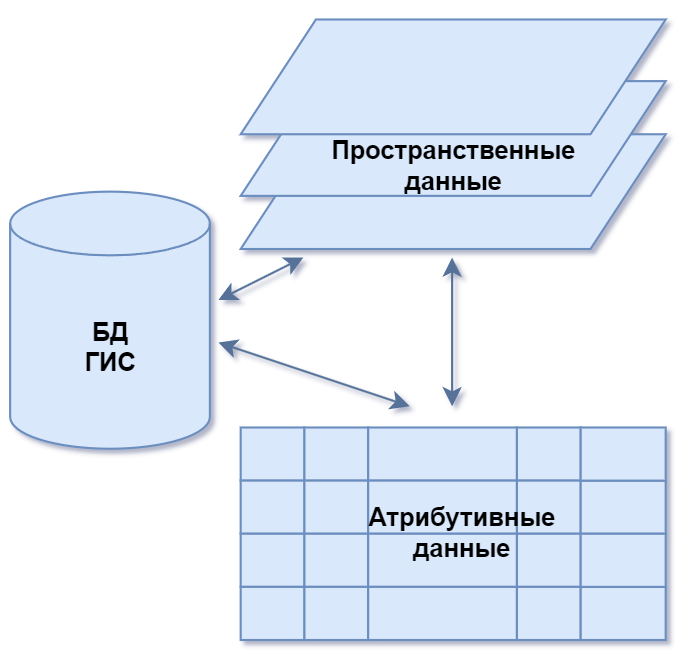 Пространственные
данные
БД
ГИС
Атрибутивные
данные